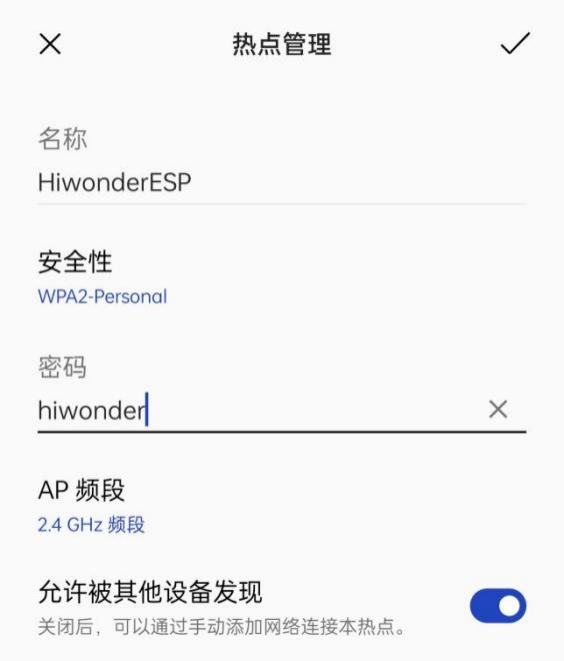 热点管理
名称
HiwonderESP
安全性
WPA2-Personal
密码
hiwonder
AP 频段
2.4 GHz 频段
允许被其他设备发现
关闭后，可以通过手动添加网络连接本热点。